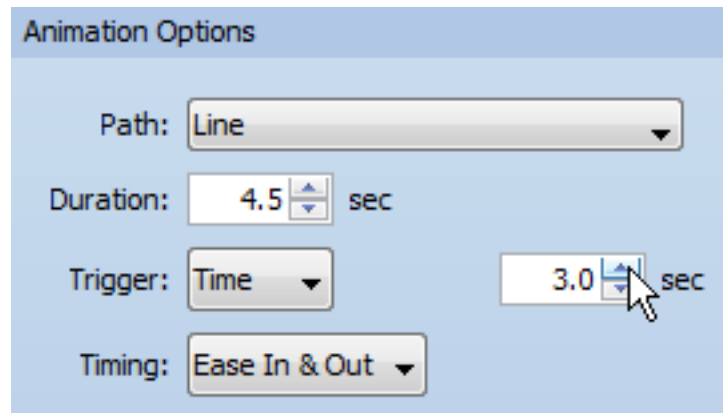 Animation Options
Path: Line
Duration: 4.5 sec
Trigger: Time 3.0 sec
Timing: Ease In & Out